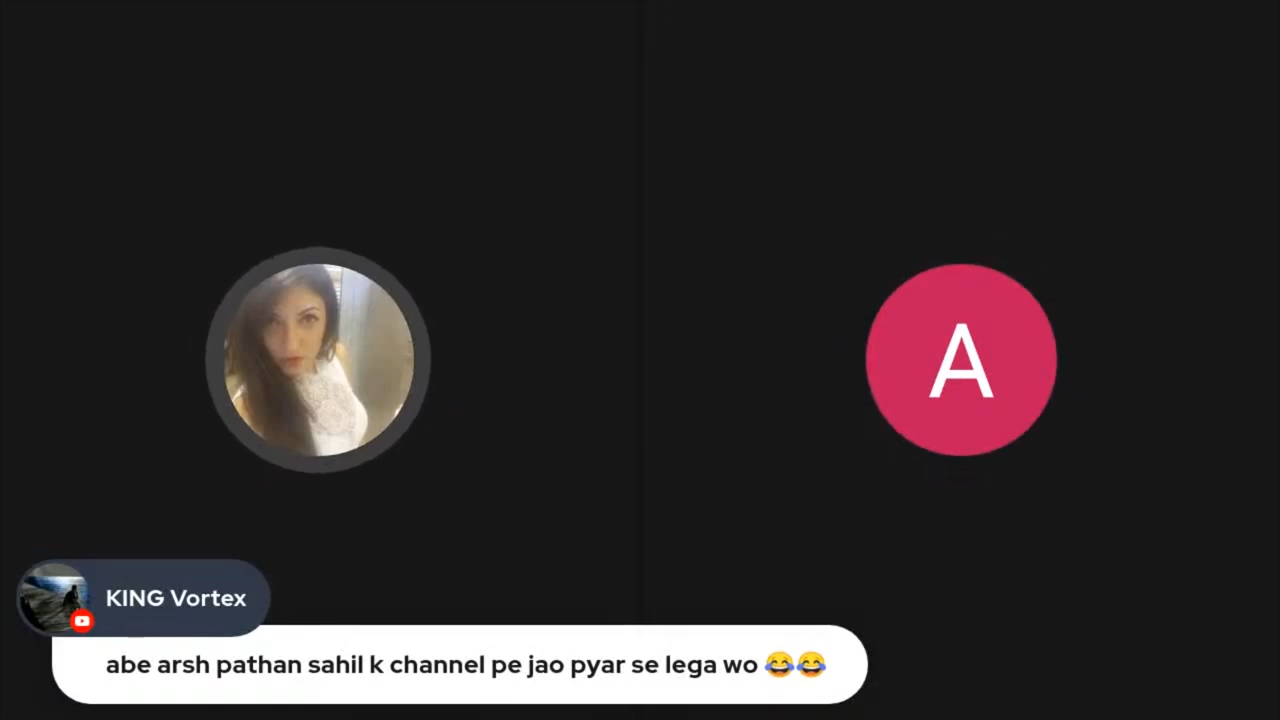 A
KING Vortex
abe arsh pathan sahil k channel pe jao pyar se lega wo 😂😂